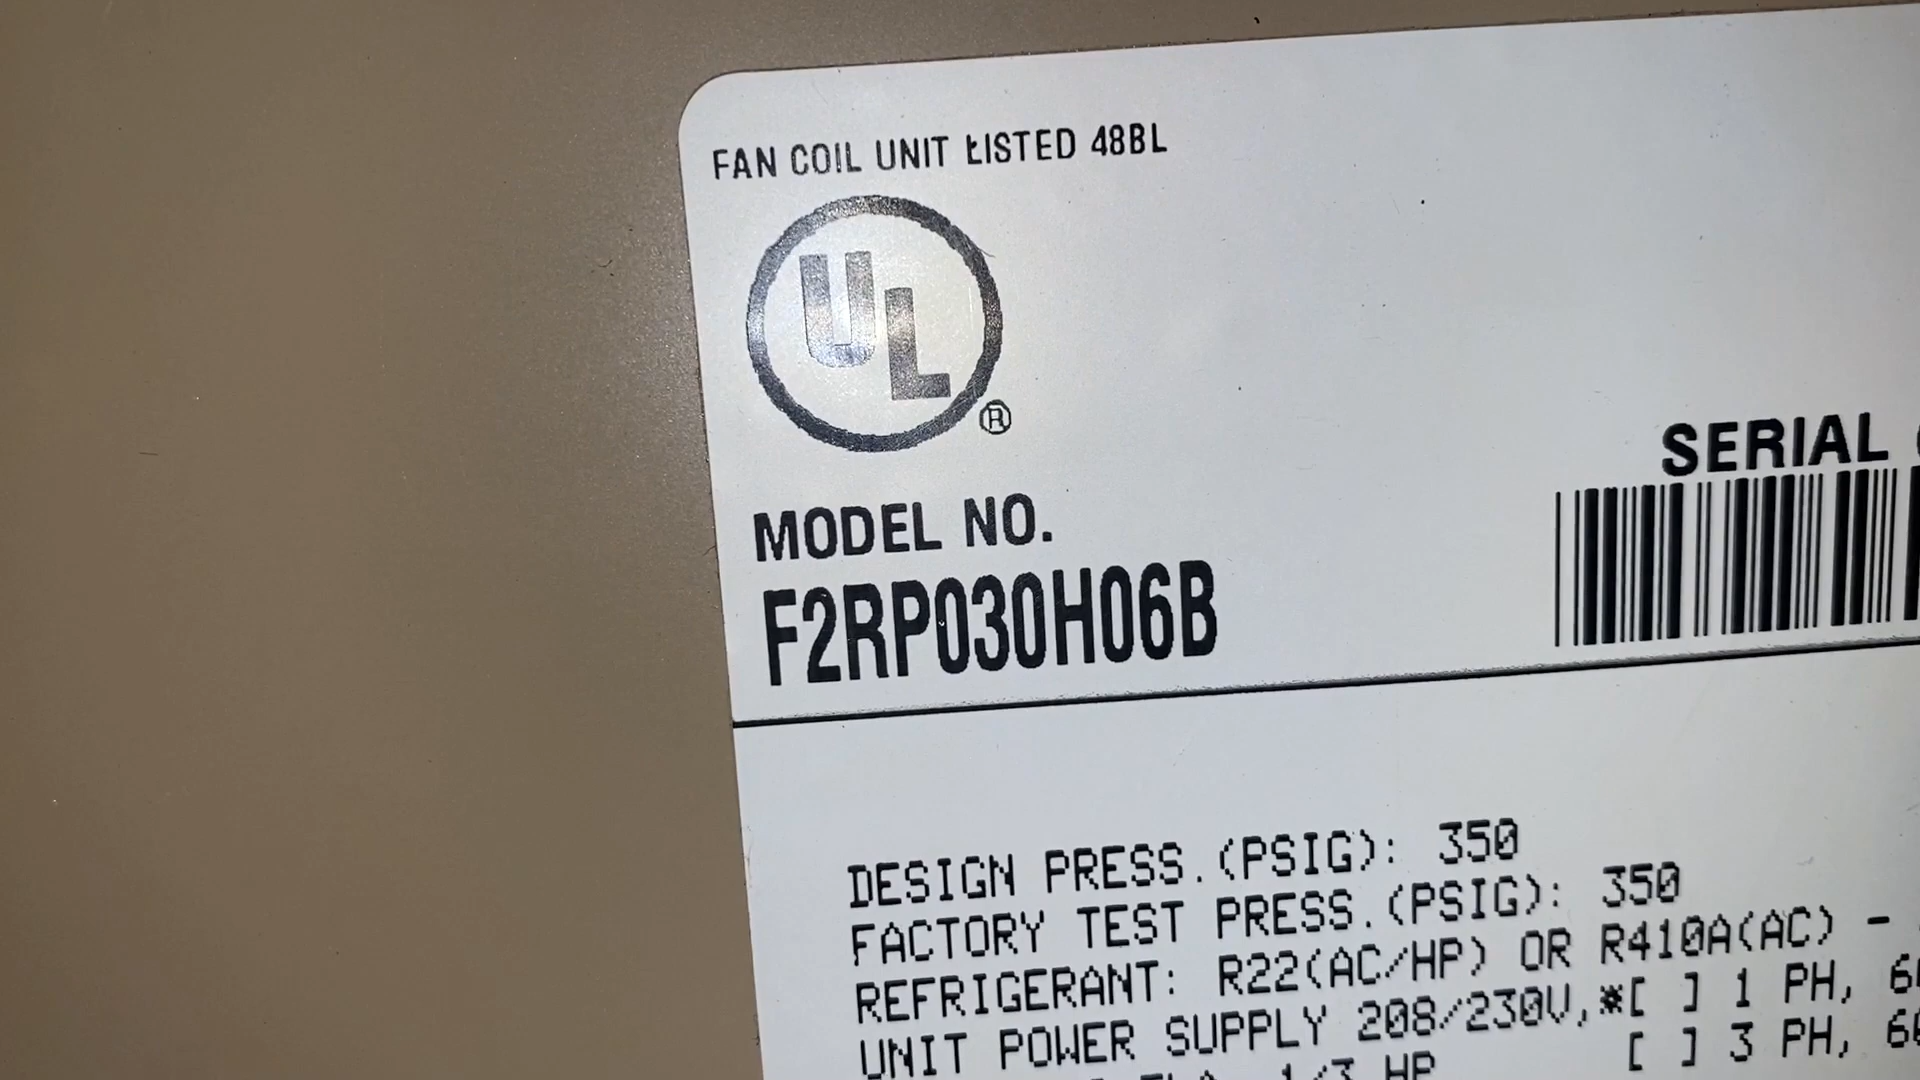 FAN COIL UNIT LISTED 48BL
UL
®
MODEL NO.
F2RP030H06B
SERIAL
DESIGN PRESS.(PSIG): 350
FACTORY TEST PRESS.(PSIG): 350
REFRIGERANT: R22(AC/HP) OR R410A(AC) -
UNIT POWER SUPPLY 208/230V,*[ ] 1 PH, 6
[ ] 3 PH, 6
1/3 HP